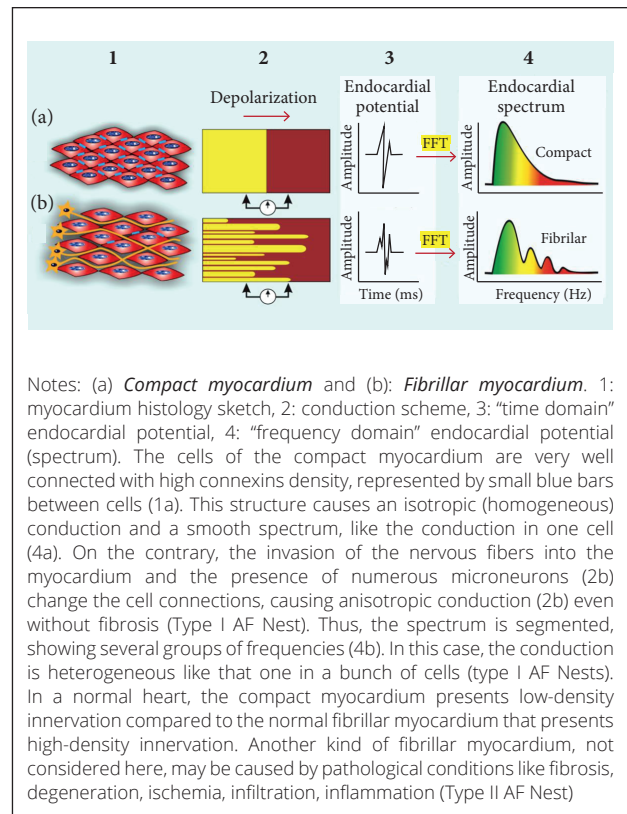 1 2 3 4
Depolarization
Endocardial
potential
Endocardial
spectrum
(a)
Amplitude
FFT
Amplitude
Compact
(b)
Amplitude
FFT
Amplitude
Fibrilar
Time (ms)
Frequency (Hz)
Notes: (a) Compact myocardium and (b): Fibrillar myocardium. 1:
myocardium histology sketch, 2: conduction scheme, 3: “time domain”
endocardial potential, 4: “frequency domain” endocardial potential
(spectrum). The cells of the compact myocardium are very well
connected with high connexins density, represented by small blue bars
between cells (1a). This structure causes an isotropic (homogeneous)
conduction and a smooth spectrum, like the conduction in one cell
(4a). On the contrary, the invasion of the nervous fibers into the
myocardium and the presence of numerous microneurons (2b)
change the cell connections, causing anisotropic conduction (2b) even
without fibrosis (Type I AF Nest). Thus, the spectrum is segmented,
showing several groups of frequencies (4b). In this case, the conduction
is heterogeneous like that one in a bunch of cells (type I AF Nests).
In a normal heart, the compact myocardium presents low-density
innervation compared to the normal fibrillar myocardium that presents
high-density innervation. Another kind of fibrillar myocardium, not
considered here, may be caused by pathological conditions like fibrosis,
degeneration, ischemia, infiltration, inflammation (Type II AF Nest)